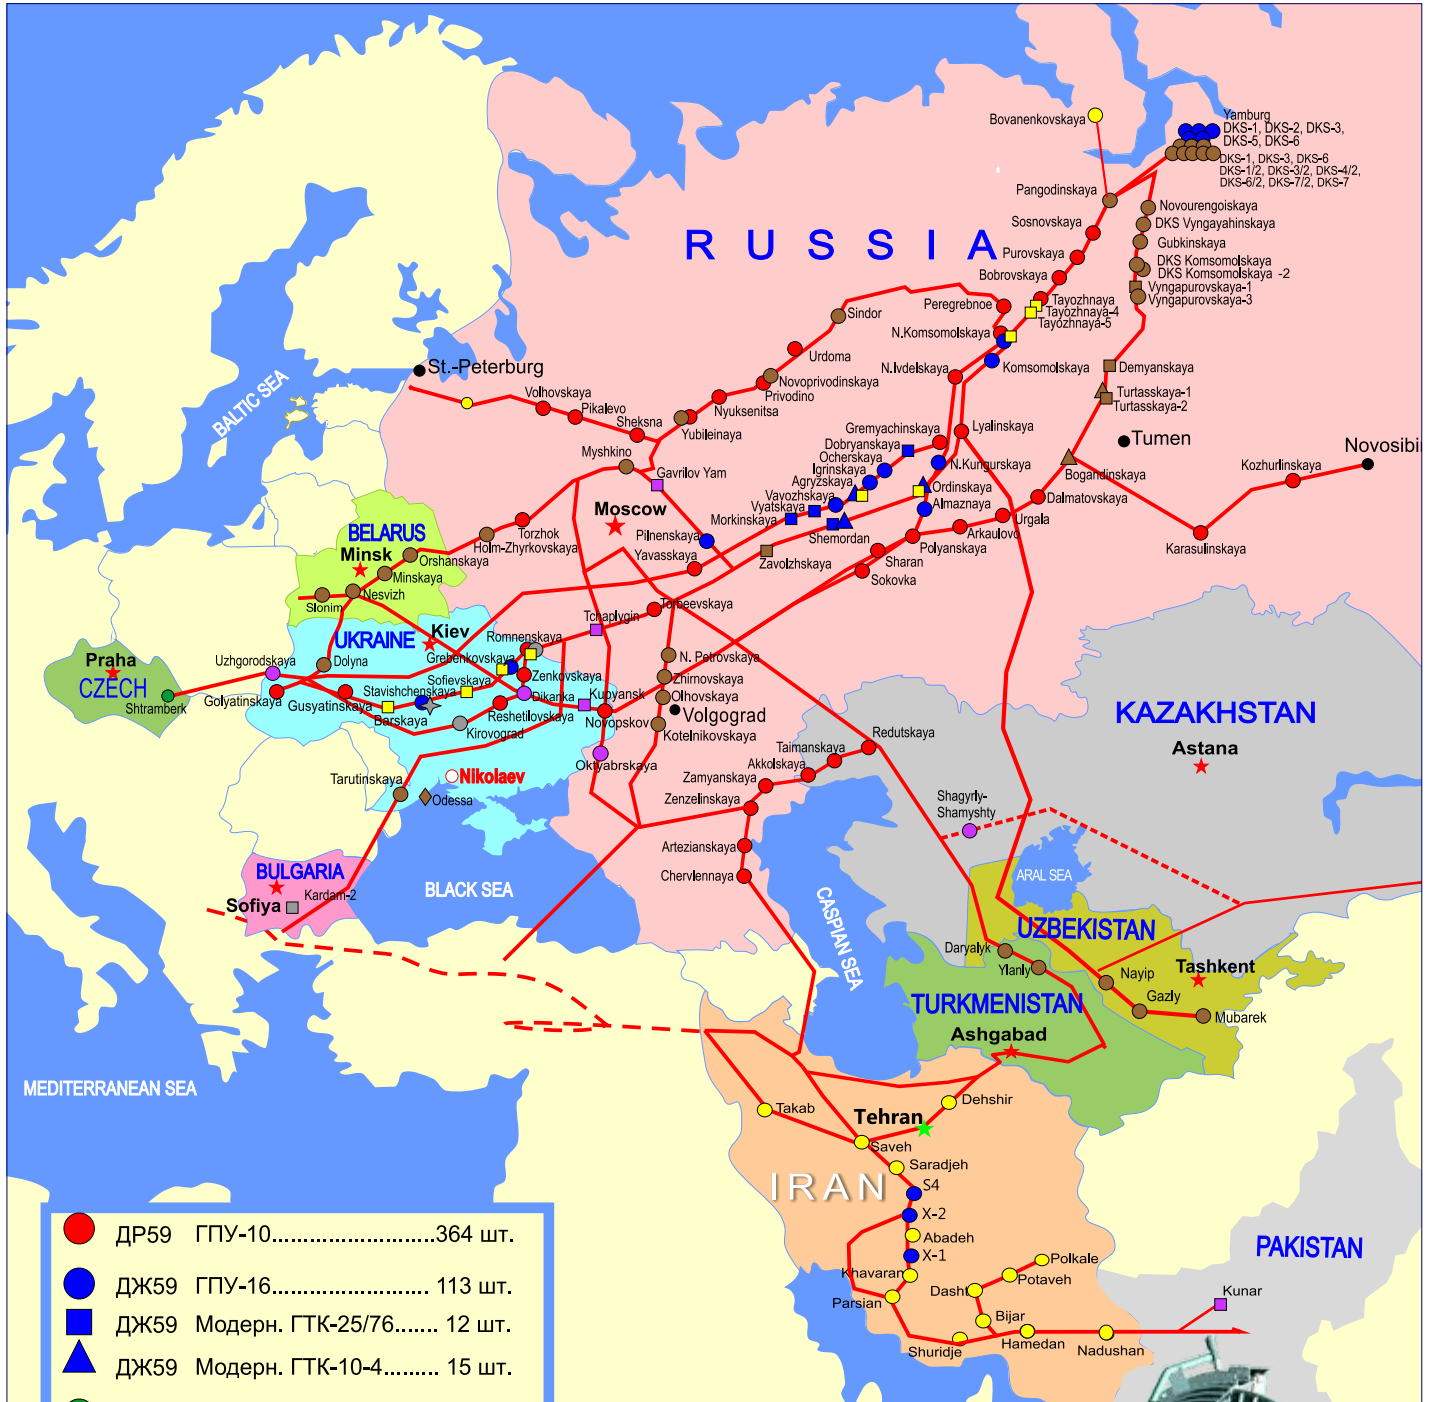 Yamburg
DKS-1, DKS-2, DKS-3,
DKS-5, DKS-6
DKS-1, DKS-3, DKS-6
DKS-1/2, DKS-3/2, DKS-4/2,
DKS-6/2, DKS-7/2, DKS-7
Bovanenkovskaya
Pangodinskaya
Novourengoiskaya
Sosnovskaya
DKS Vyngayahinskaya
RUSSIA
Gubkinskaya
Purovskaya
DKS Komsomolskaya
Bobrovskaya
DKS Komsomolskaya -2
Vyngapurovskaya-1
Vyngapurovskaya-3
Peregrebnoe
Tayozhnaya
Tayozhnaya-4
Tayozhnaya-5
Sindor
N.Komsomolskaya
Urdoma
St.-Peterburg
N.Ivdelskaya
Komsomolskaya
Demyanskaya
Novoprivodinskaya
Privodino
Turtasskaya-1
Turtasskaya-2
BALTIC SEA
Volhovskaya
Pikalevo
Nyuksenitsa
Sheksna
Yubileinaya
Gremyachinskaya
Lyalinskaya
Dobryanskaya
Tumen
Novosibir
Myshkino
Ocherskaya
Igrinskaya
N.Kungurskaya
Bogandinskaya
Kozhurlinskaya
Gavrilov Yam
Agryzskaya
Ordinskaya
Vavozhskaya
Dalmatovskaya
Vyatskaya
Almaznaya
Moscow
Morkinskaya
Urgala
BELARUS
Torzhok
Holm-Zhyrkovskaya
Pilnenskaya
Shemordan
Arkaulovo
Polyanskaya
Karasulinskaya
Minsk
Orshanskaya
Yavasskaya
Zavolzhskaya
Sharan
Minskaya
Sokovka
Nesvizh
Slonim
Torbeevskaya
Tchaplygin
UKRAINE
Kiev
Romnenskaya
Praha
Uzhgorodskaya
Dolyna
Grebenkovskaya
N. Petrovskaya
CZECH
Sofievskaya
Zenkovskaya
Zhirnovskaya
Shtramberk
Golyatinskaya
Gusyatinskaya
Stavishchenskaya
Dikanka
Kupyansk
Olhovskaya
Barskaya
Reshetilovskaya
Novopskov
Volgograd
Kirovograd
Kotelnikovskaya
KAZAKHSTAN
Astana
Redutskaya
Taimanskaya
Oktyabrskaya
Akkolskaya
Nikolaev
Tarutinskaya
Zamyanskaya
Odessa
Zenzelinskaya
Shagyrly-
Shamyshty
Artezianskaya
BULGARIA
Chervlennaya
ARAL SEA
Kardam-2
BLACK SEA
Sofiya
CASPIAN SEA
UZBEKISTAN
Daryalyk
Ylanly
Nayip
Tashkent
TURKMENISTAN
Gazly
Mubarek
Ashgabad
MEDITERRANEAN SEA
Takab
Dehshir
Tehran
Saveh
Saradjeh
IRAN
S4
X-2
Abadeh
X-1
PAKISTAN
Polkale
Khavaran
Potaveh
Dasht
Kunar
Parsian
Bijar
Shuridje
Hamedan
Nadushan
ДР59 ГПУ-10..............................364 шт.
ДЖ59 ГПУ-16............................ 113 шт.
ДЖ59 Модерн. ГТК-25/76....... 12 шт.
ДЖ59 Модерн. ГТК-10-4......... 15 шт.